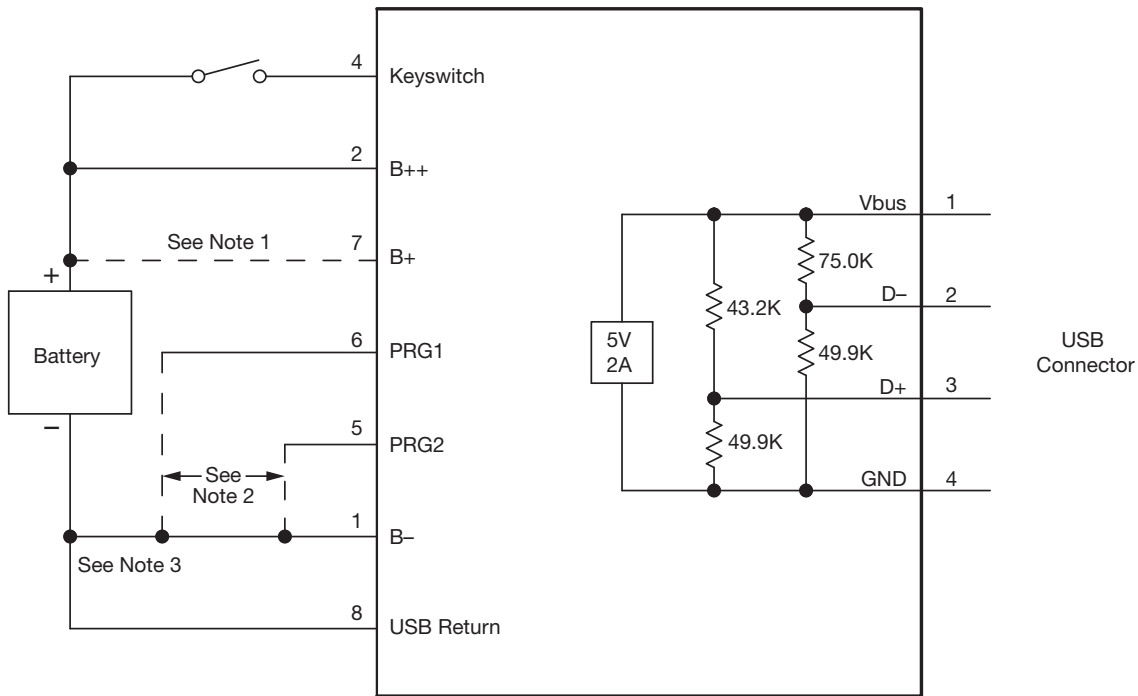 4
Keyswitch
2
B++
See Note 1
7
B+
+
Battery
–
6
PRG1
5
PRG2
See
Note 2
1
B–
See Note 3
8
USB Return
5V
2A
43.2K
49.9K
75.0K
49.9K
Vbus
1
D–
2
D+
3
GND
4
USB
Connector